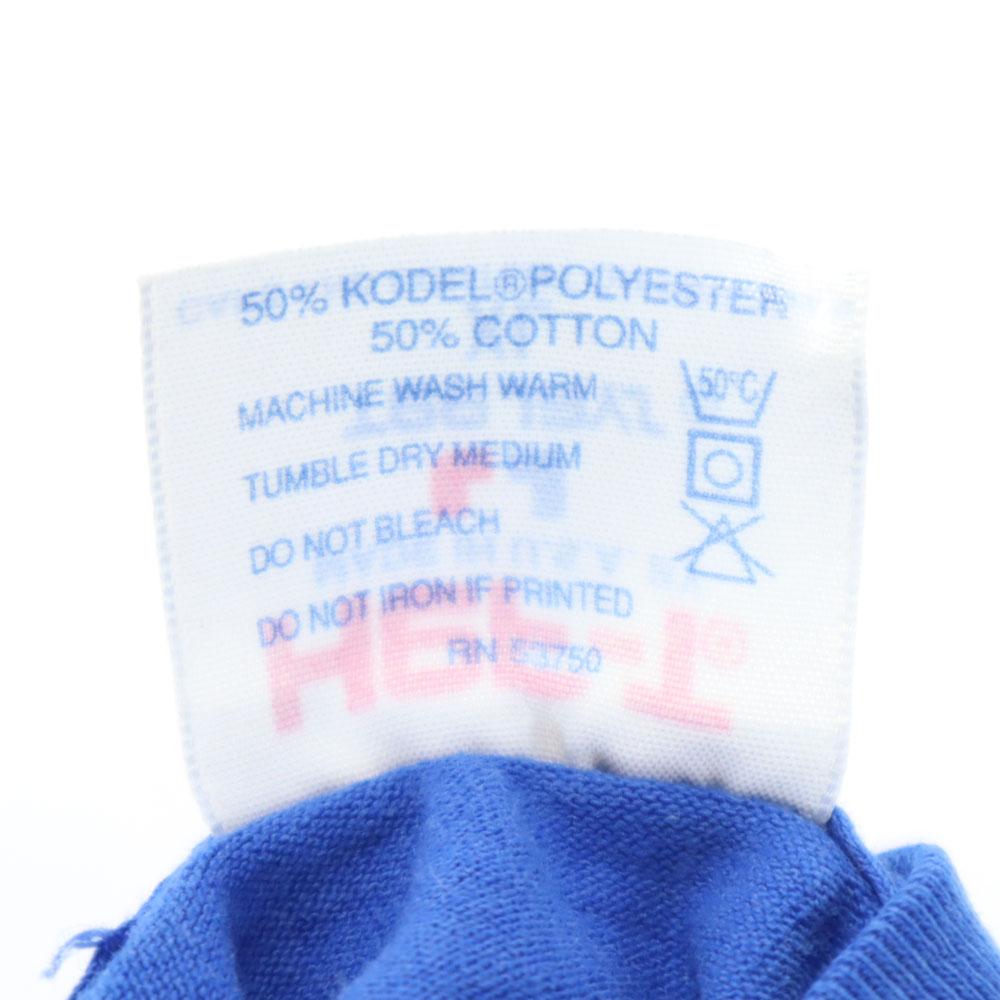 50% KODEL®POLYESTER
50% COTTON
MACHINE WASH WARM
50°C
TUMBLE DRY MEDIUM
DO NOT BLEACH
DO NOT IRON IF PRINTED
RN 53750